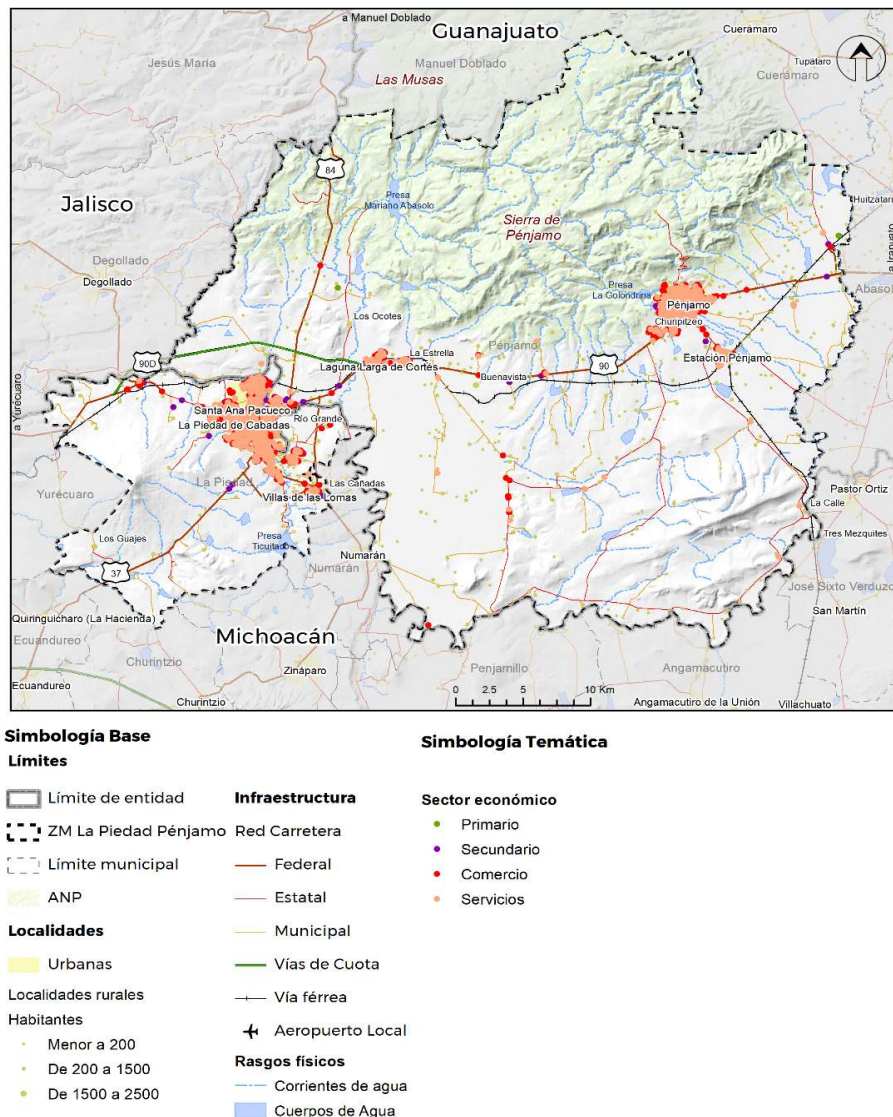 a Manuel Doblado
Guanajuato
Cuerámaro
Jesús María
Manuel Doblado
Las Musas
Tupátaro
Cuerámaro
84
Jalisco
Presa
Mariano Abasolo
Huitzatari
Sierra de
Pénjamo
a Irapuato
Degollado
Degollado
Presa
La Golondrina
Abasolo
Pénjamo
Churipitzeo
Los Ocotes
Pénjamo
La Estrella
90D
90
Estación Pénjamo
Laguna Larga de Cortés
Buenavista
a Yurécuaro
Santa Ana Pacueco
Río Grande
La Piedad de Cabadas
La Piedad
Las Cañadas
Pastor Ortiz
Yurécuaro
Villas de las Lomas
La Calle
Los Guajes
Presa
Ticuitaco
Numarán
Tres Mezquites
Numarán
37
José Sixto Verduzco
Quiringuicharo (La Hacienda)
San Martín
Michoacán
Ecuandureo
Churintzio
Zináparo
Penjamillo
Angamacutiro
Ecuandureo
0 2.5 5 10 Km
Churintzio
Angamacutiro de la Unión
Villachuato
Simbología Base
Límites
Límite de entidad
ZM La Piedad Pénjamo
Límite municipal
ANP
Localidades
Urbanas
Localidades rurales
Habitantes
Menor a 200
De 200 a 1500
De 1500 a 2500
Infraestructura
Red Carretera
Federal
Estatal
Municipal
Vías de Cuota
Vía férrea
Aeropuerto Local
Rasgos físicos
Corrientes de agua
Cuerpos de Agua
Simbología Temática
Sector económico
Primario
Secundario
Comercio
Servicios